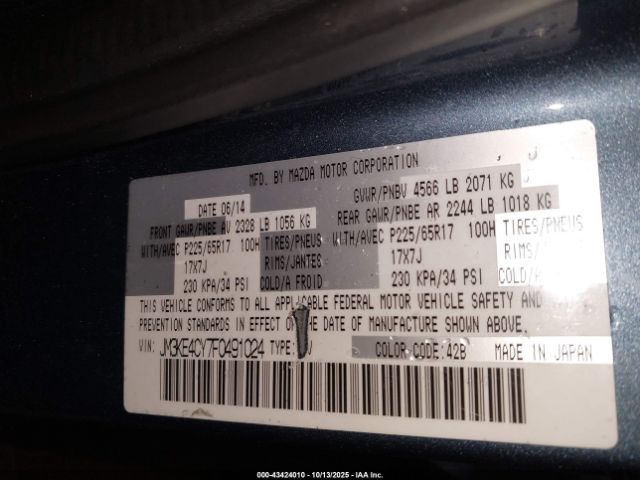 MFD. BY MAZDA MOTOR CORPORATION
DATE 06/14 GVWR/PNBV 4566 LB 2071 KG
FRONT GAWR/PNBE AV 2328 LB 1056 KG REAR GAWR/PNBE AR 2244 LB 1018 KG
WITH/AVEC P225/65R17 100H TIRES/PNEUS WITH/AVEC P225/65R17 100H TIRES/PNEUS
17X7J RIMS/JANTES 17X7J RIMS/
230 KPA/34 PSI COLD/A FROID 230 KPA/34 PSI COLD/A
THIS VEHICLE CONFORMS TO ALL APPLICABLE FEDERAL MOTOR VEHICLE SAFETY AND THEFT
PREVENTION STANDARDS IN EFFECT ON THE DATE OF MANUFACTURE SHOWN ABOVE.
VIN: JM3KE4CY7F0491024 TYPE: COLOR CODE:42B MADE IN JAPAN
000-43424010 - 10/13/2025 - IAA Inc.